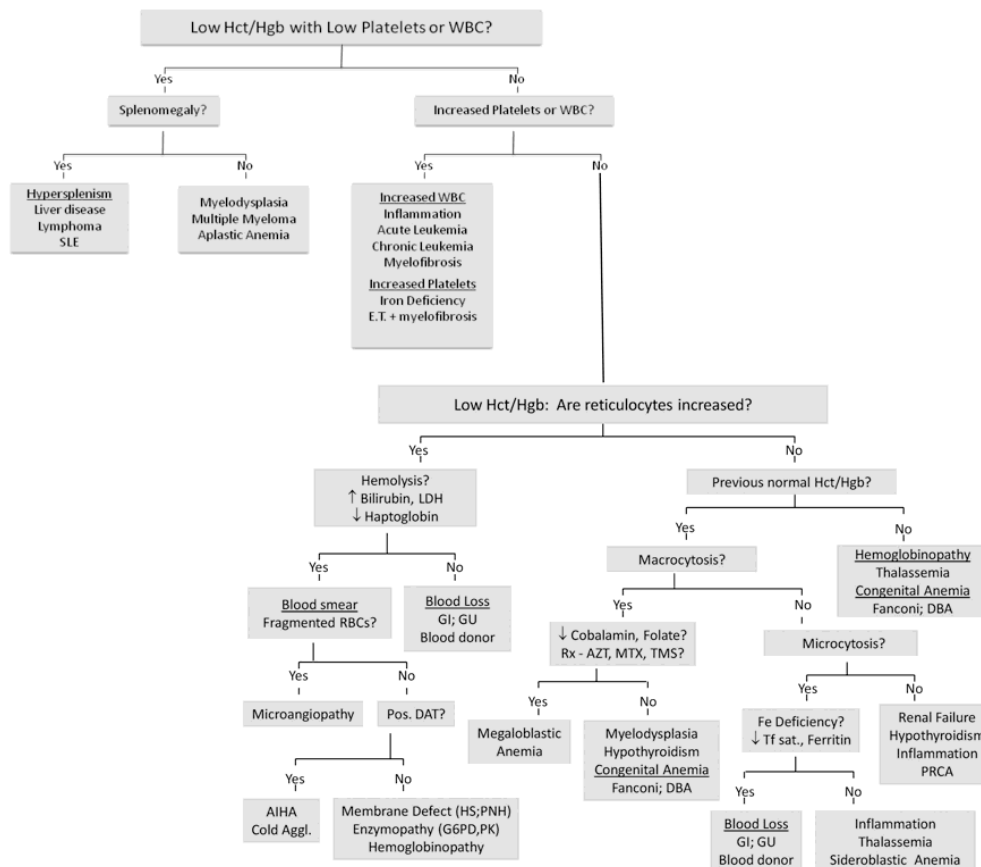 Low Hct/Hgb with Low Platelets or WBC?
Yes
No
Splenomegaly?
Increased Platelets or WBC?
Yes
No
Yes
No
Hypersplenism
Liver disease
Lymphoma
SLE
Myelodysplasia
Multiple Myeloma
Aplastic Anemia
Increased WBC
Inflammation
Acute Leukemia
Chronic Leukemia
Myelofibrosis
Increased Platelets
Iron Deficiency
E.T. + myelofibrosis
Low Hct/Hgb: Are reticulocytes increased?
Yes
No
Hemolysis?
↑ Bilirubin, LDH
↓ Haptoglobin
Previous normal Hct/Hgb?
Yes
No
Yes
No
Macrocytosis?
Hemoglobinopathy
Thalassemia
Congenital Anemia
Fanconi; DBA
Blood smear
Fragmented RBCs?
Blood Loss
GI; GU
Blood donor
Yes
No
↓ Cobalamin, Folate?
Rx - AZT, MTX, TMS?
Microcytosis?
Yes
No
Yes
No
Yes
No
Microangiopathy
Pos. DAT?
Megaloblastic
Anemia
Myelodysplasia
Hypothyroidism
Congenital Anemia
Fanconi; DBA
Fe Deficiency?
↓ Tf sat., Ferritin
Renal Failure
Hypothyroidism
Inflammation
PRCA
Yes
No
Yes
No
AIHA
Cold Aggl.
Membrane Defect (HS;PNH)
Enzymopathy (G6PD,PK)
Hemoglobinopathy
Blood Loss
GI; GU
Blood donor
Inflammation
Thalassemia
Sideroblastic Anemia